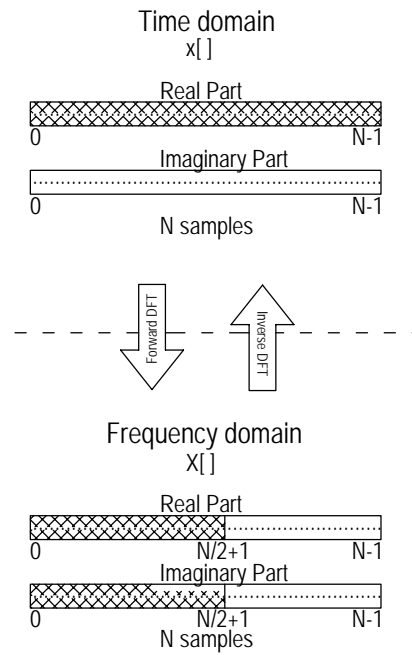 Time domain
x[ ]
Real Part
0 N-1
Imaginary Part
0 N-1
N samples
Forward DFT
Inverse DFT
Frequency domain
X[ ]
Real Part
0 N/2+1 N-1
Imaginary Part
0 N/2+1 N-1
N samples